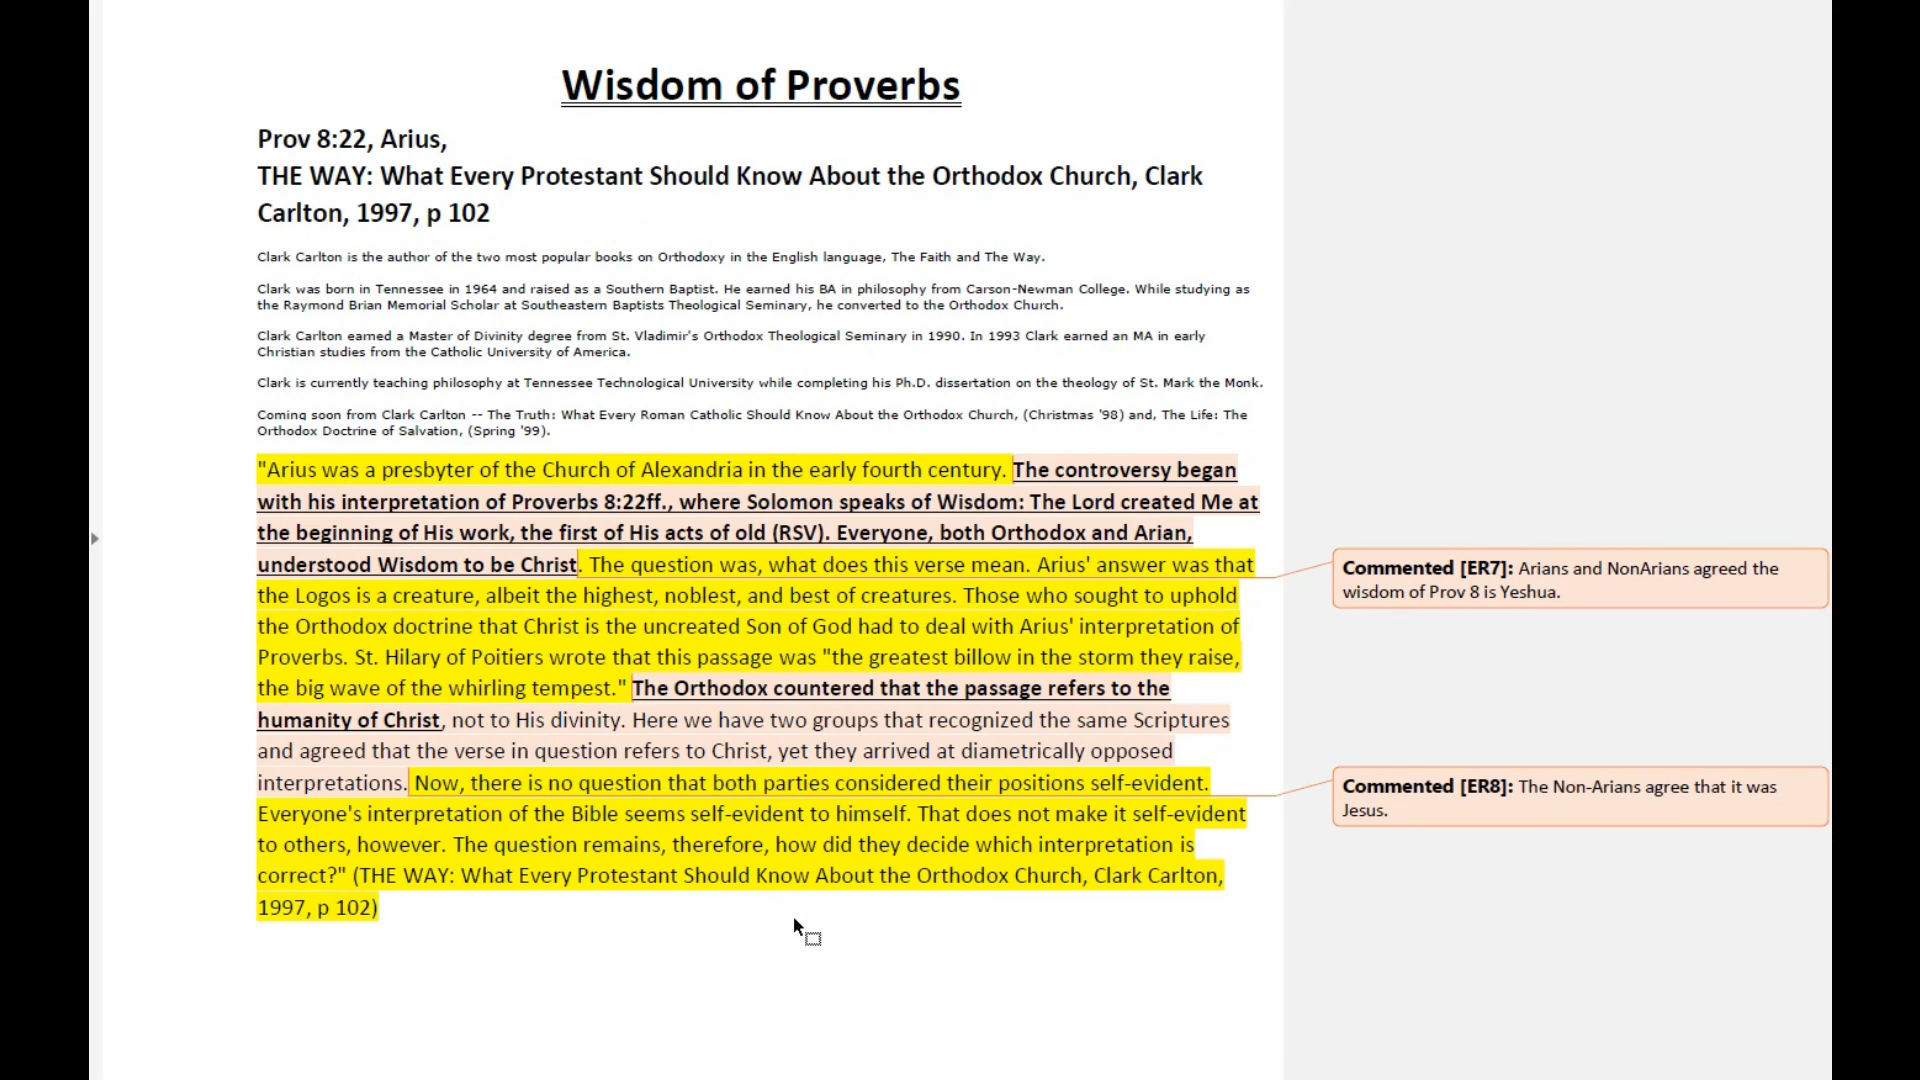 Wisdom of Proverbs
Prov 8:22, Arius,
THE WAY: What Every Protestant Should Know About the Orthodox Church, Clark
Carlton, 1997, p 102
Clark Carlton is the author of the two most popular books on Orthodoxy in the English language, The Faith and The Way.
Clark was born in Tennessee in 1964 and raised as a Southern Baptist. He earned his BA in philosophy from Carson-Newman College. While studying as
the Raymond Brian Memorial Scholar at Southeastern Baptists Theological Seminary, he converted to the Orthodox Church.
Clark Carlton earned a Master of Divinity degree from St. Vladimir's Orthodox Theological Seminary in 1990. In 1993 Clark earned an MA in early
Christian studies from the Catholic University of America.
Clark is currently teaching philosophy at Tennessee Technological University while completing his Ph.D. dissertation on the theology of St. Mark the Monk.
Coming soon from Clark Carlton -- The Truth: What Every Roman Catholic Should Know About the Orthodox Church, (Christmas '98) and, The Life: The
Orthodox Doctrine of Salvation, (Spring '99).
"Arius was a presbyter of the Church of Alexandria in the early fourth century. The controversy began
with his interpretation of Proverbs 8:22ff., where Solomon speaks of Wisdom: The Lord created Me at
the beginning of His work, the first of His acts of old (RSV). Everyone, both Orthodox and Arian,
understood Wisdom to be Christ. The question was, what does this verse mean. Arius' answer was that
the Logos is a creature, albeit the highest, noblest, and best of creatures. Those who sought to uphold
the Orthodox doctrine that Christ is the uncreated Son of God had to deal with Arius' interpretation of
Proverbs. St. Hilary of Poitiers wrote that this passage was "the greatest billow in the storm they raise,
the big wave of the whirling tempest." The Orthodox countered that the passage refers to the
humanity of Christ, not to His divinity. Here we have two groups that recognized the same Scriptures
and agreed that the verse in question refers to Christ, yet they arrived at diametrically opposed
interpretations. Now, there is no question that both parties considered their positions self-evident.
Everyone's interpretation of the Bible seems self-evident to himself. That does not make it self-evident
to others, however. The question remains, therefore, how did they decide which interpretation is
correct?" (THE WAY: What Every Protestant Should Know About the Orthodox Church, Clark Carlton,
1997, p 102)
Commented [ER7]: Arians and NonArians agreed the
wisdom of Prov 8 is Yeshua.
Commented [ER8]: The Non-Arians agree that it was
Jesus.